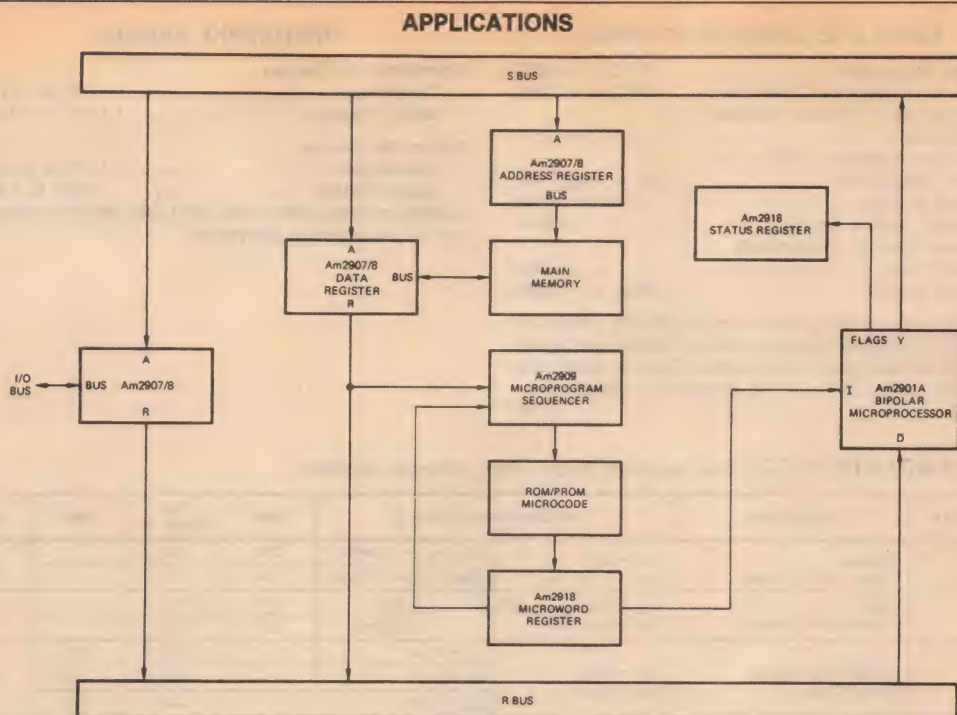 APPLICATIONS
S BUS
A
Am2907/8
ADDRESS REGISTER
BUS
Am2918
STATUS REGISTER
A
Am2907/8
DATA
REGISTER
R
BUS
MAIN
MEMORY
I/O
BUS
A
BUS
Am2907/8
R
Am2909
MICROPROGRAM
SEQUENCER
FLAGS Y
I
Am2901A
BIPOLAR
MICROPROCESSOR
D
ROM/PROM
MICROCODE
Am2918
MICROWORD
REGISTER
R BUS